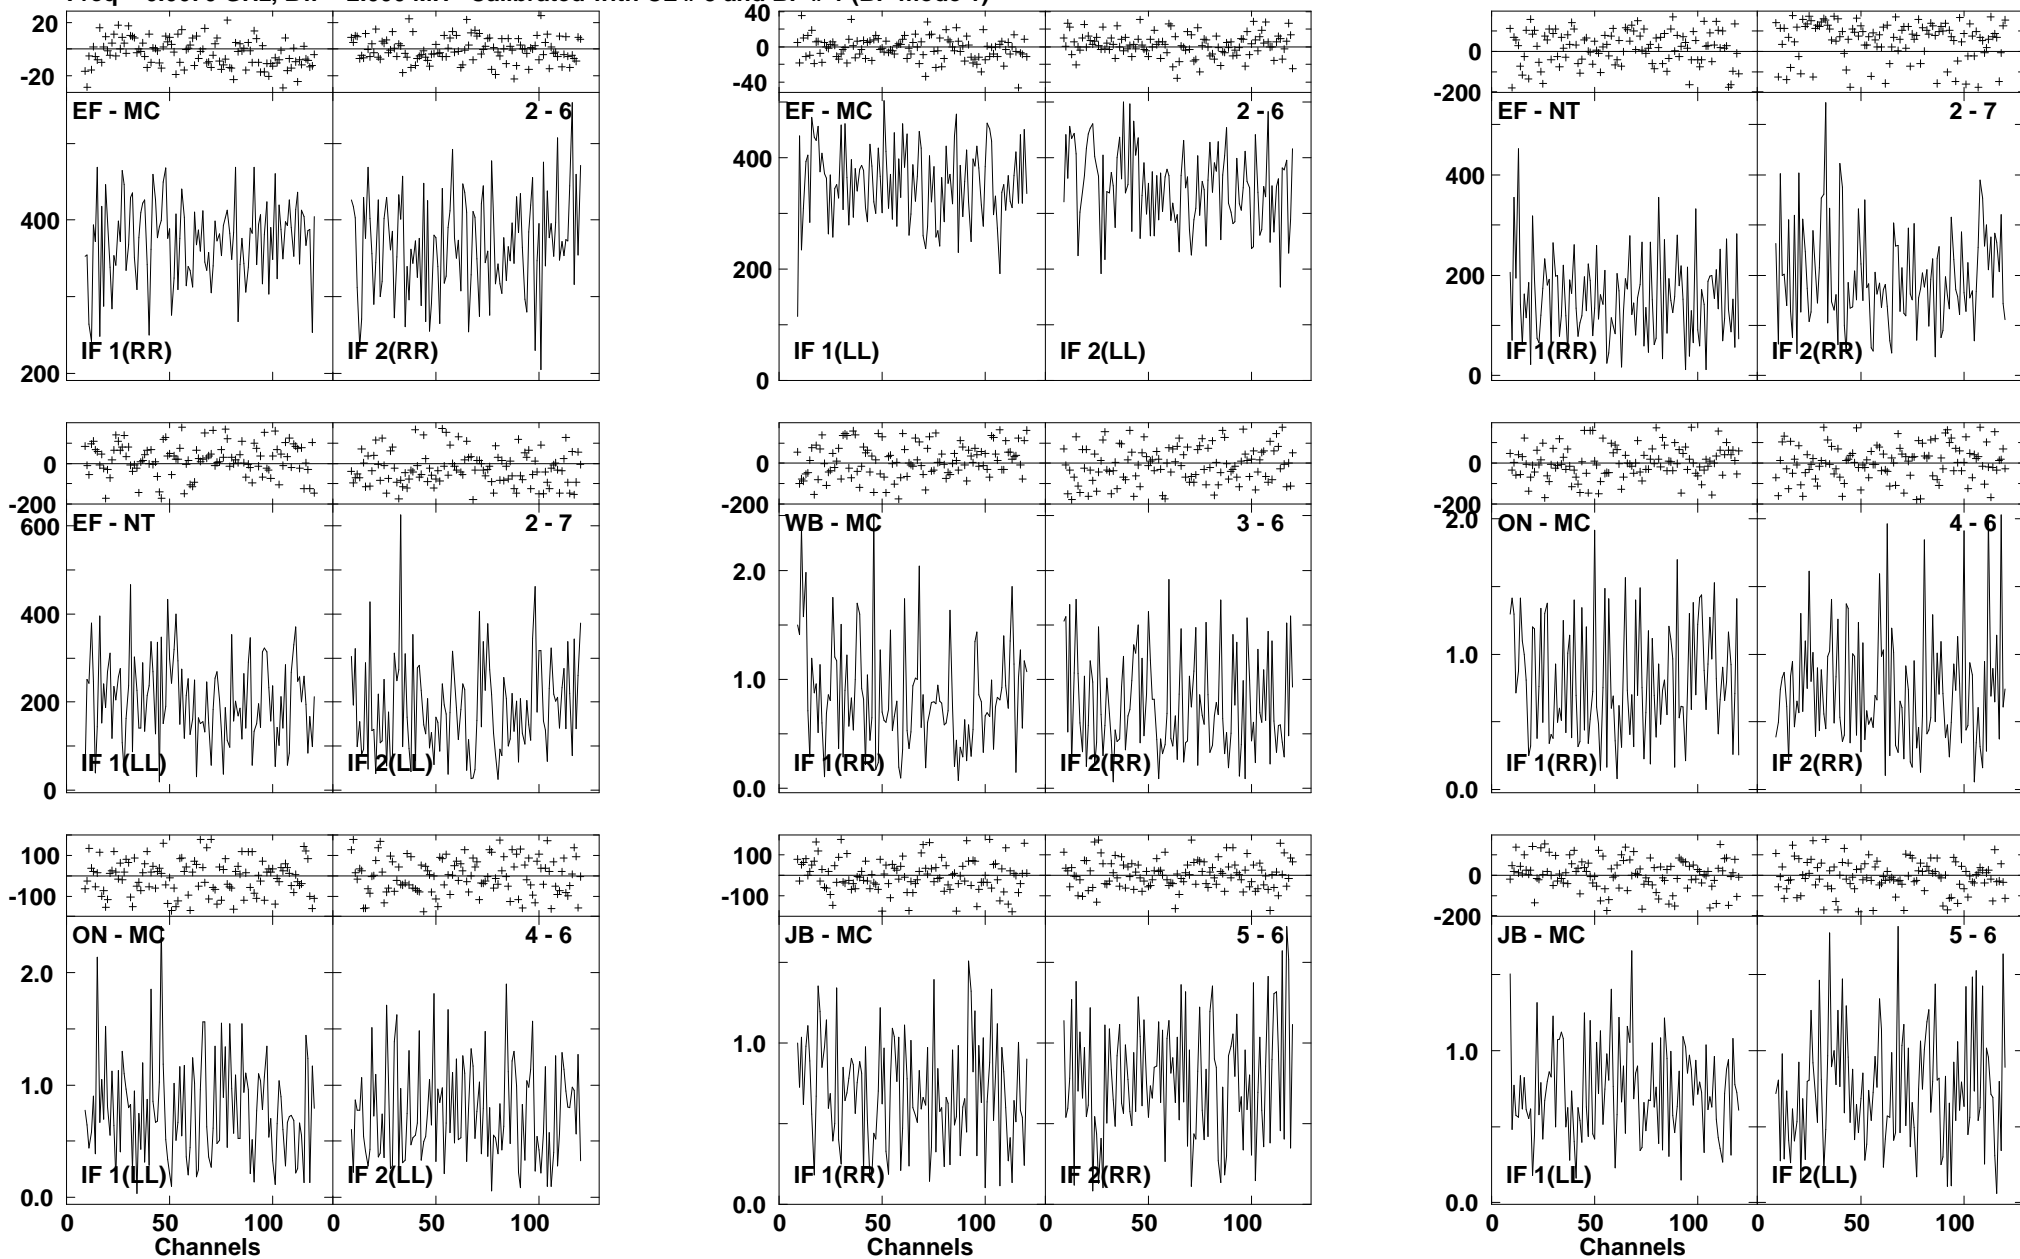 20 0 -20
EF - MC 2 - 6
400
200
IF 1(RR) IF 2(RR)
40 0 -40
EF - MC 2 - 6
400
200
0
IF 1(LL) IF 2(LL)
0 -200
EF - NT 2 - 7
400
200
0
IF 1(RR) IF 2(RR)
0 -200
EF - NT 2 - 7
600
400
200
0
IF 1(LL) IF 2(LL)
0 -200
WB - MC 3 - 6
2.0
1.0
0.0
IF 1(RR) IF 2(RR)
0 -200
ON - MC 4 - 6
2.0
1.0
0.0
IF 1(RR) IF 2(RR)
100 -100
ON - MC 4 - 6
2.0
1.0
0.0
IF 1(LL) IF 2(LL)
0 50 100 0 50 100
Channels
100 -100
JB - MC 5 - 6
1.0
0.0
IF 1(RR) IF 2(RR)
0 50 100 0 50 100
Channels
0 -200
JB - MC 5 - 6
1.0
0.0
IF 1(LL) IF 2(LL)
0 50 100 0 50 100
Channels